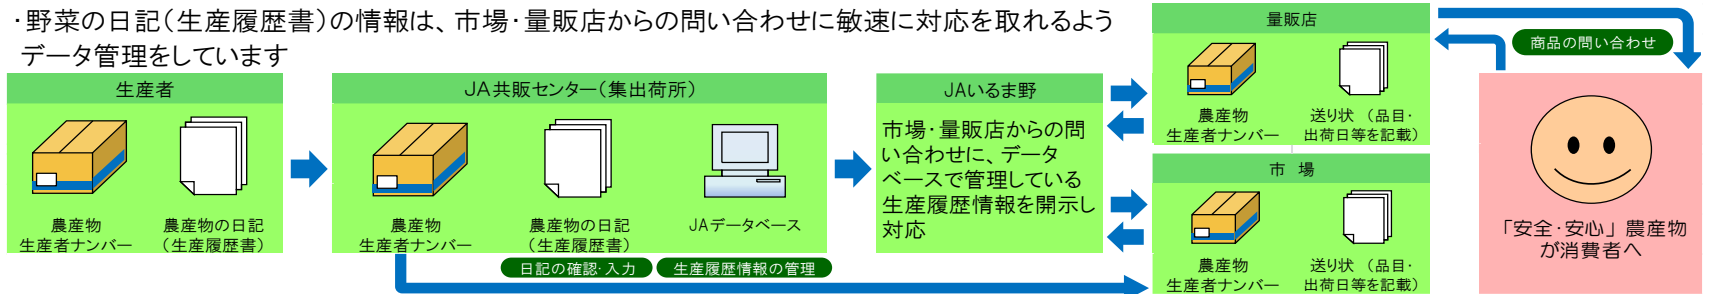 ・野菜の日記（生産履歴書）の情報は、市場・量販店からの問い合わせに敏速に対応を取れるよう
データ管理をしています
生産者
農産物
生産者ナンバー
農産物の日記
（生産履歴書）
JA共販センター（集出荷所）
農産物
生産者ナンバー
農産物の日記
（生産履歴書）
JAデータベース
日記の確認・入力
生産履歴情報の管理
JAいるま野
市場・量販店からの問
い合わせに、データ
ベースで管理している
生産履歴情報を開示し
対応
量販店
農産物
生産者ナンバー
送り状（品目・
出荷日等を記載）
市　場
農産物
生産者ナンバー
送り状（品目・
出荷日等を記載）
商品の問い合わせ
「安全・安心」農産物
が消費者へ